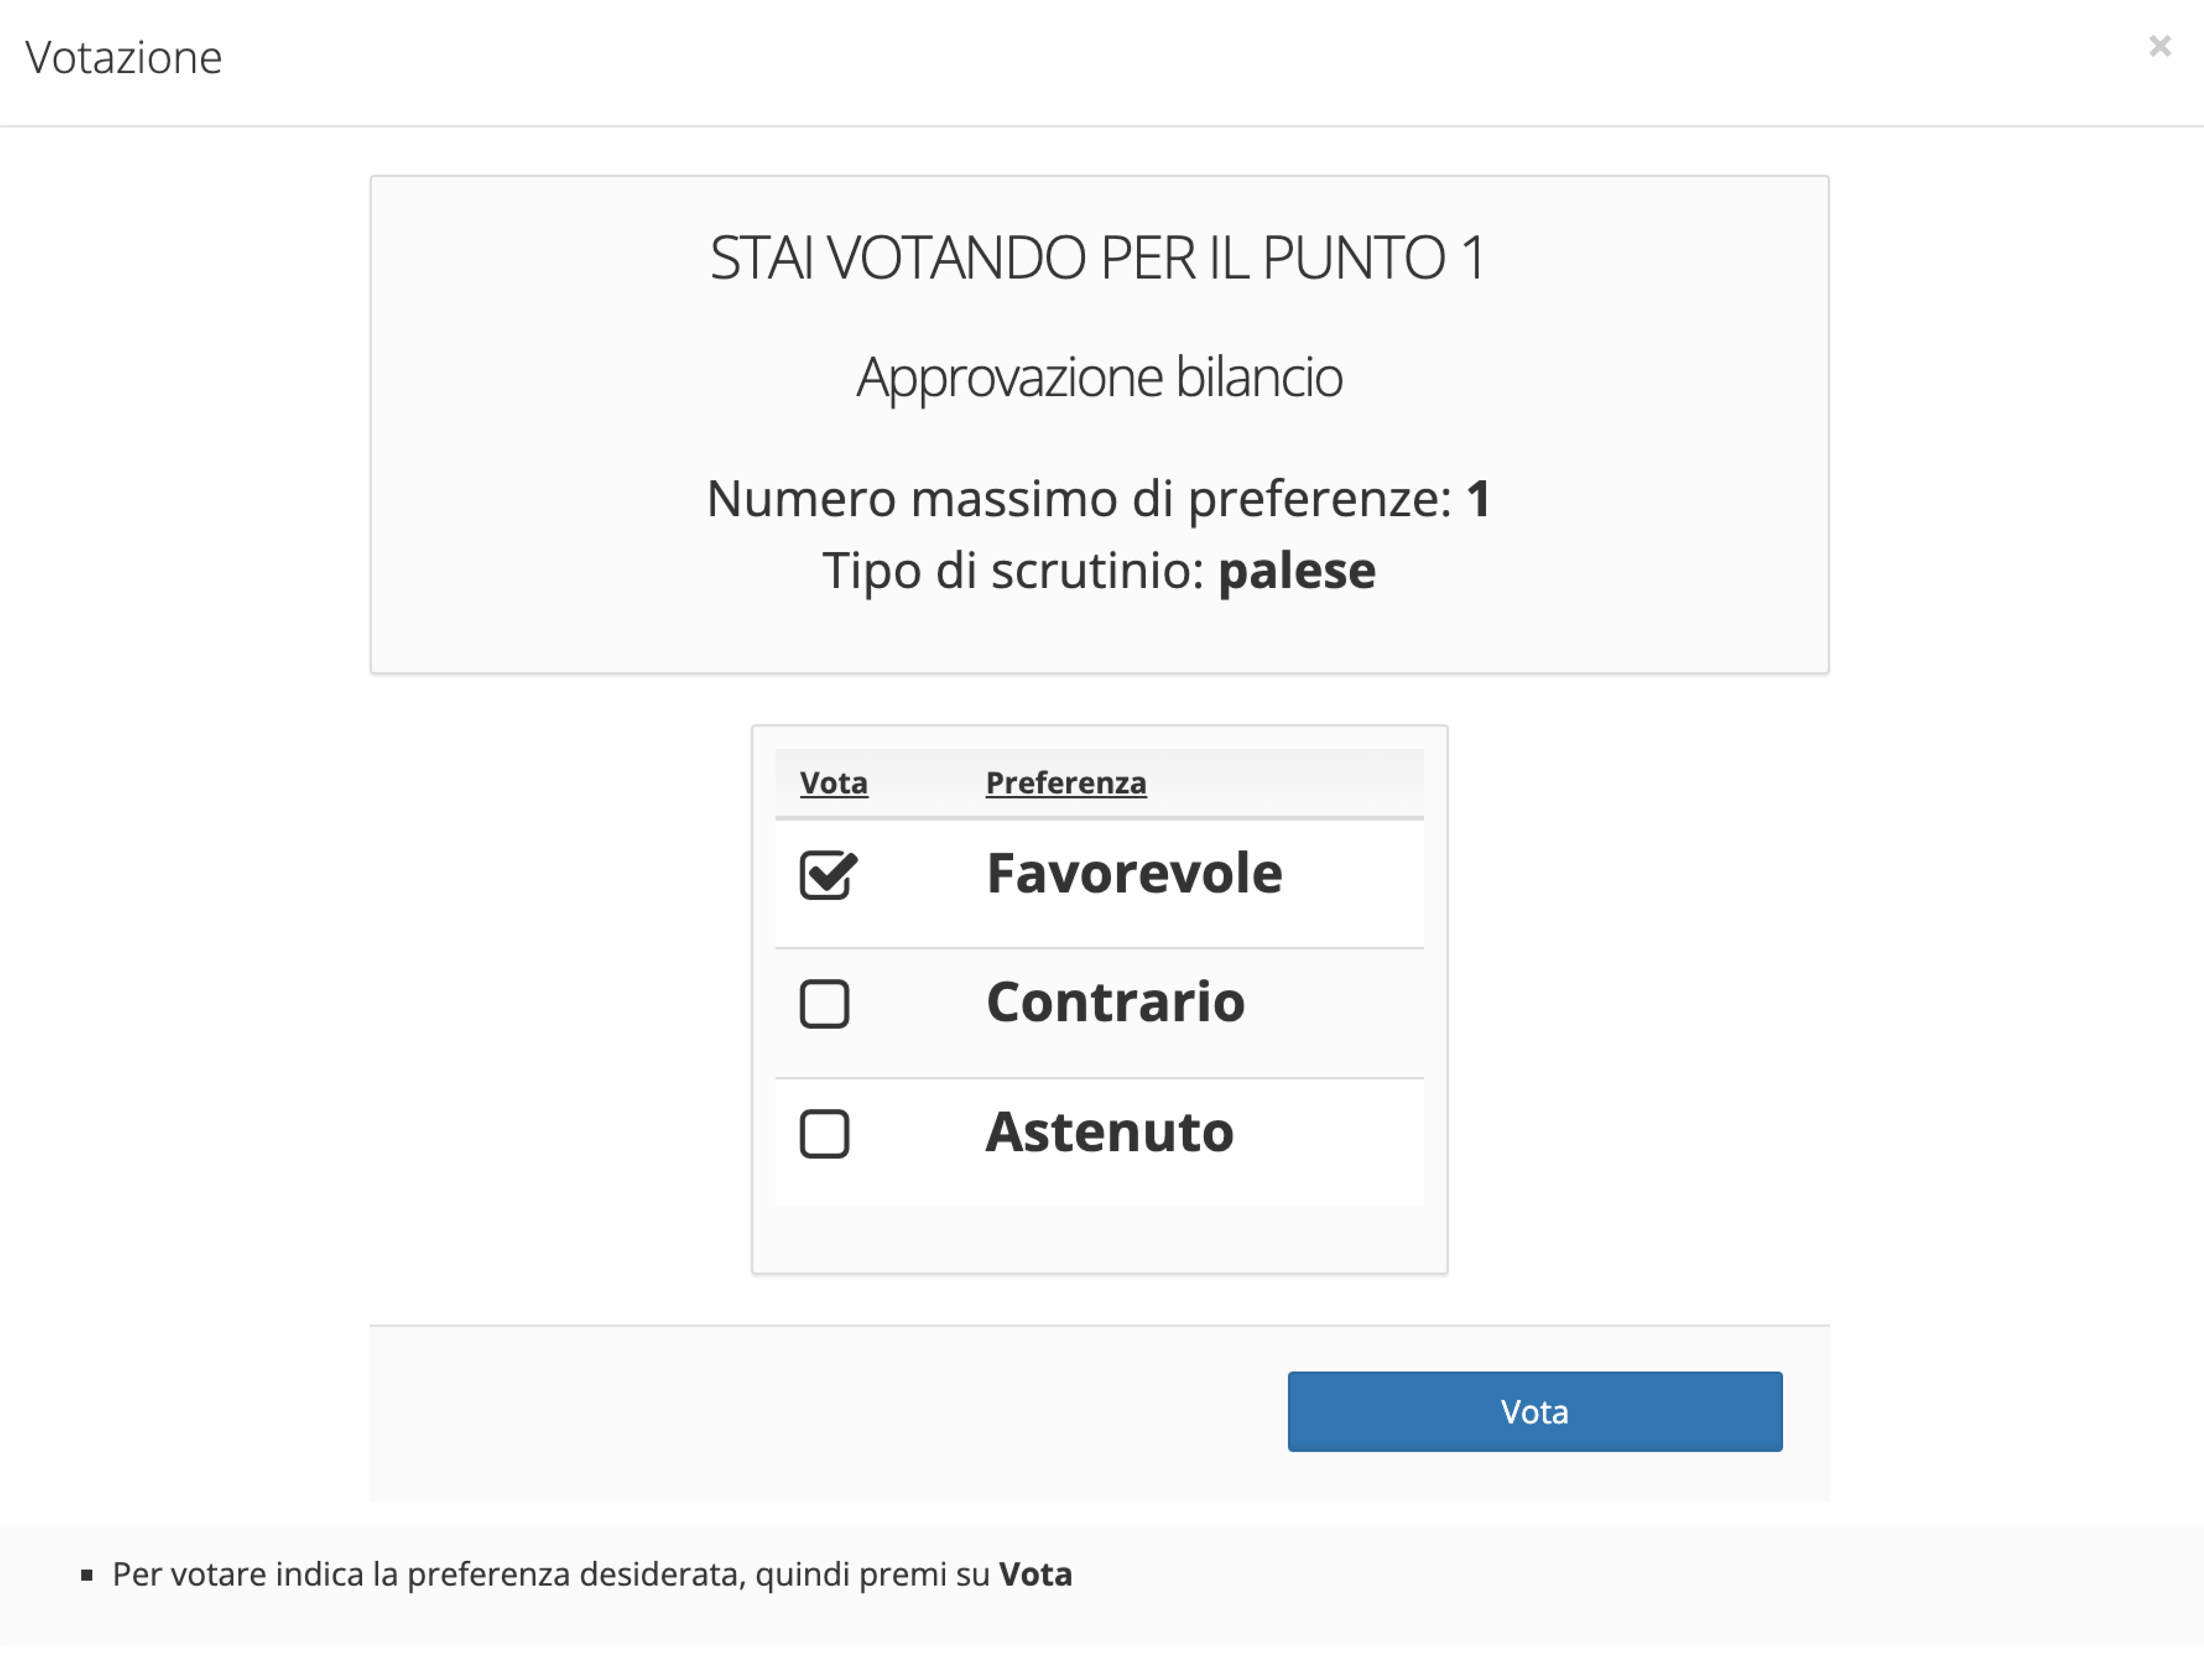 Votazione
STAI VOTANDO PER IL PUNTO 1
Approvazione bilancio
Numero massimo di preferenze: 1
Tipo di scrutinio: palese
Vota Preferenza
Favorevole
Contrario
Astenuto
Vota
Per votare indica la preferenza desiderata, quindi premi su Vota